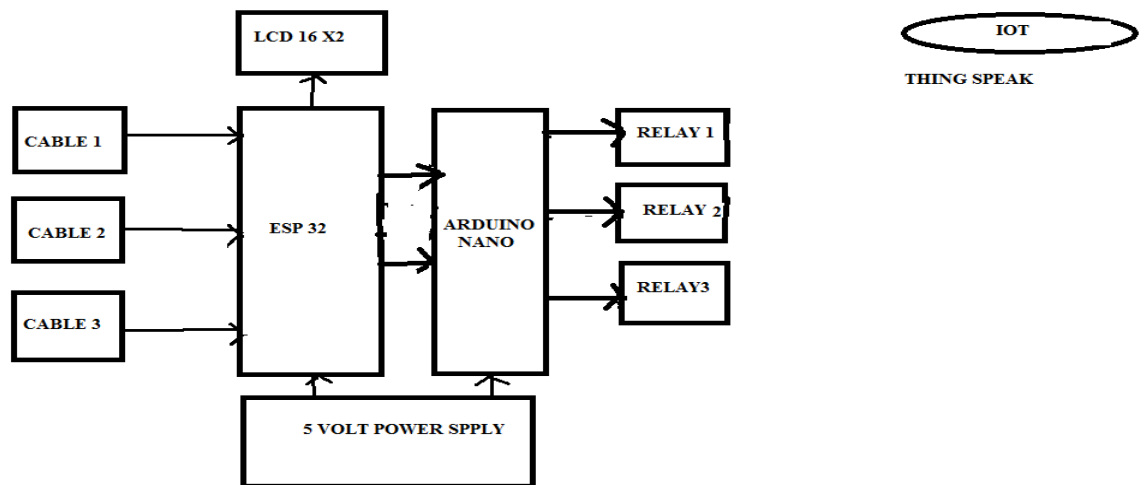 LCD 16 X2
IOT
THING SPEAK
CABLE 1
CABLE 2
CABLE 3
ESP 32
ARDUINO
NANO
RELAY 1
RELAY 2
RELAY3
5 VOLT POWER SPPLY